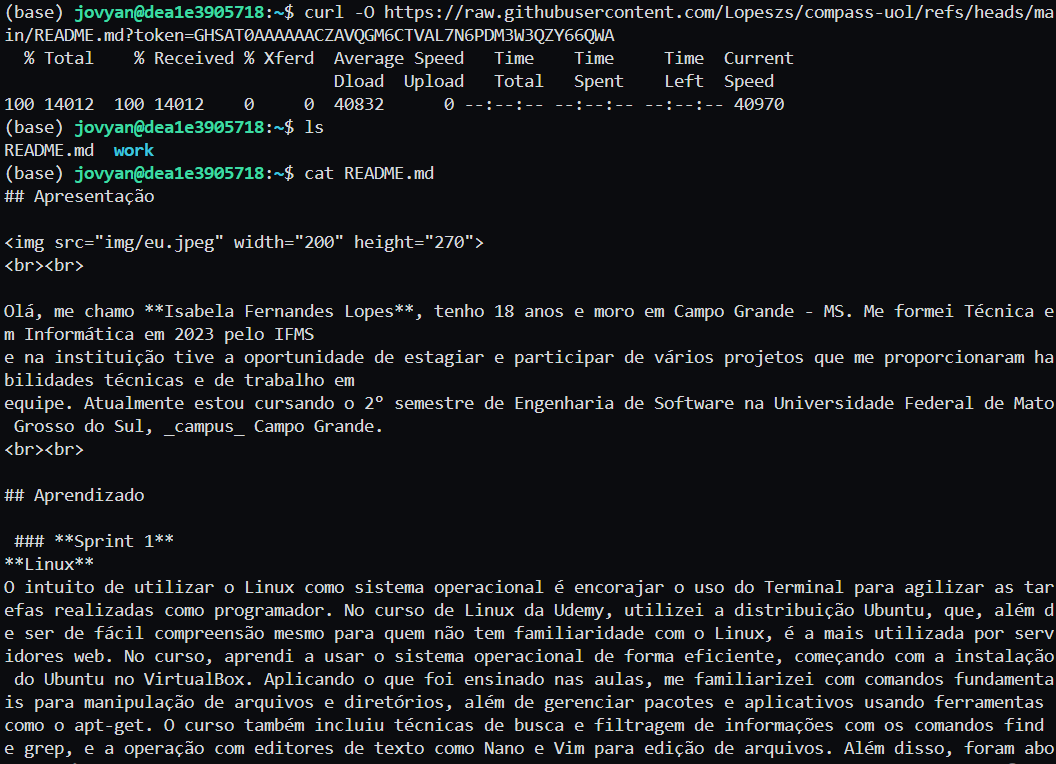 (base) jovyan@dea1e3905718:~$ curl -O https://raw.githubusercontent.com/Lopeszs/compass-uol/refs/heads/ma
in/README.md?token=GHSAT0AAAAAACZAVQGM6CTVAL7N6PDM3W3QZY66QWA
% Total % Received % Xferd Average Speed Time Time Time Current
Dload Upload Total Spent Left Speed
100 14012 100 14012 0 0 40832 0 --:--:-- --:--:-- --:--:-- 40970
(base) jovyan@dea1e3905718:~$ ls
README.md work
(base) jovyan@dea1e3905718:~$ cat README.md
## Apresentação
<img src="img/eu.jpeg" width="200" height="270">
<br><br>
Olá, me chamo **Isabela Fernandes Lopes**, tenho 18 anos e moro em Campo Grande - MS. Me formei Técnica e
m Informática em 2023 pelo IFMS
e na instituição tive a oportunidade de estagiar e participar de vários projetos que me proporcionaram ha
bilidades técnicas e de trabalho em
equipe. Atualmente estou cursando o 2º semestre de Engenharia de Software na Universidade Federal de Mato
Grosso do Sul, _campus_ Campo Grande.
<br><br>
## Aprendizado
### **Sprint 1**
**Linux**
O intuito de utilizar o Linux como sistema operacional é encorajar o uso do Terminal para agilizar as tar
efas realizadas como programador. No curso de Linux da Udemy, utilizei a distribuição Ubuntu, que, além d
e ser de fácil compreensão mesmo para quem não tem familiaridade com o Linux, é a mais utilizada por serv
idores web. No curso, aprendi a usar o sistema operacional de forma eficiente, começando com a instalação
do Ubuntu no VirtualBox. Aplicando o que foi ensinado nas aulas, me familiarizei com comandos fundamenta
is para manipulação de arquivos e diretórios, além de gerenciar pacotes e aplicativos usando ferramentas
como o apt-get. O curso também incluiu técnicas de busca e filtragem de informações com os comandos find
e grep, e a operação com editores de texto como Nano e Vim para edição de arquivos. Além disso, foram abo